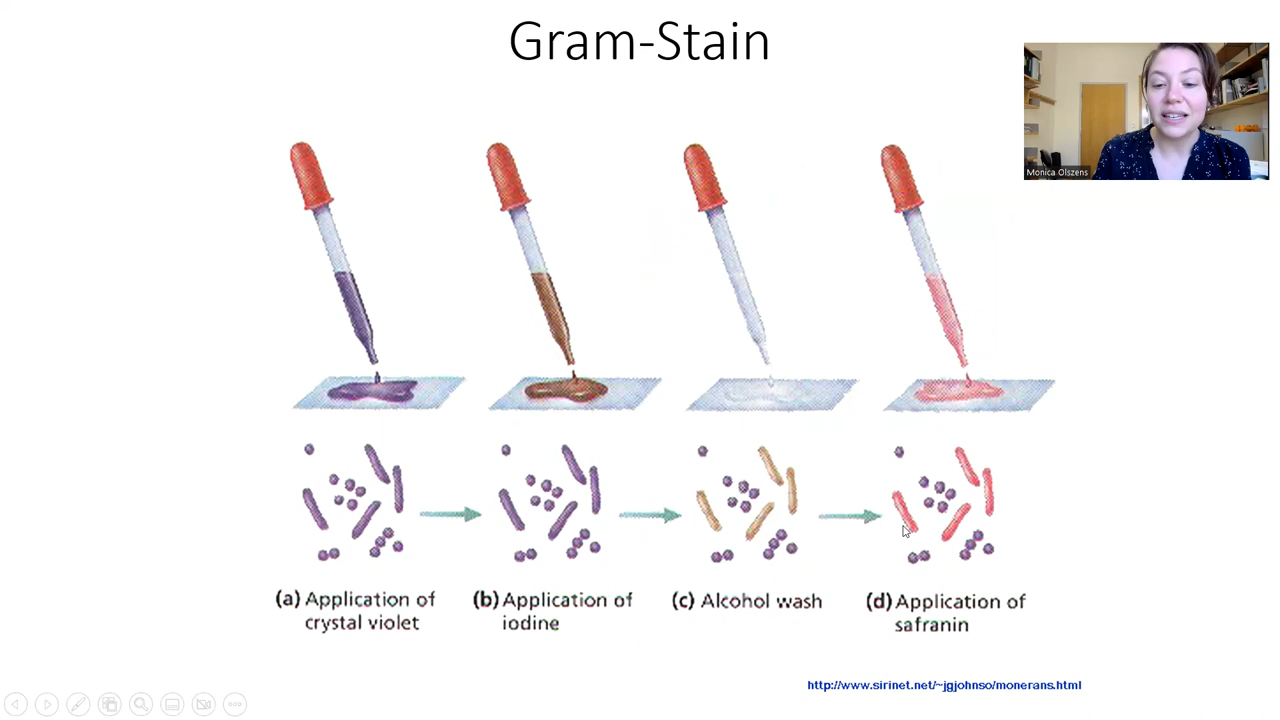 Gram-Stain
Monica Olszens
(a) Application of
crystal violet
(b) Application of
iodine
(c) Alcohol wash
(d) Application of
safranin
http://www.sirinet.net/~jgjohnso/monerans.html